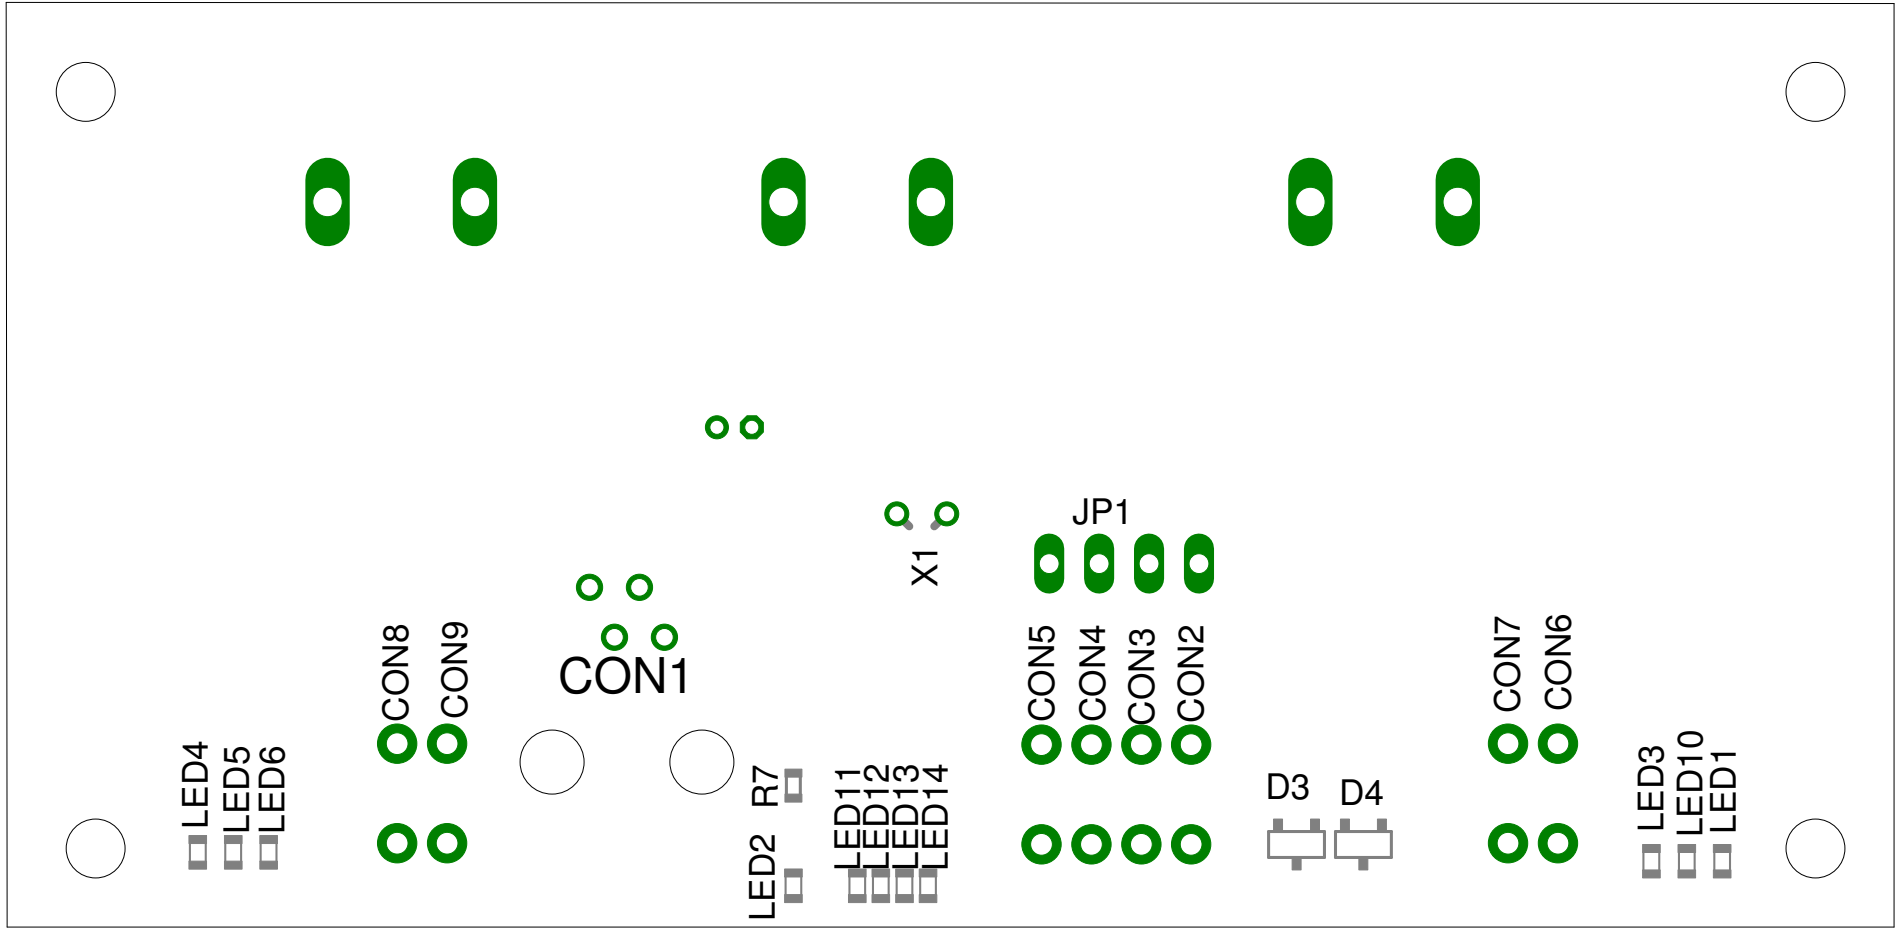 JP1
X1
CON8
CON9
CON1
CON5
CON4
CON3
CON2
CON7
CON6
LED4
LED5
LED6
R7
LED2
LED11
LED12
LED13
LED14
D3
D4
LED3
LED10
LED1